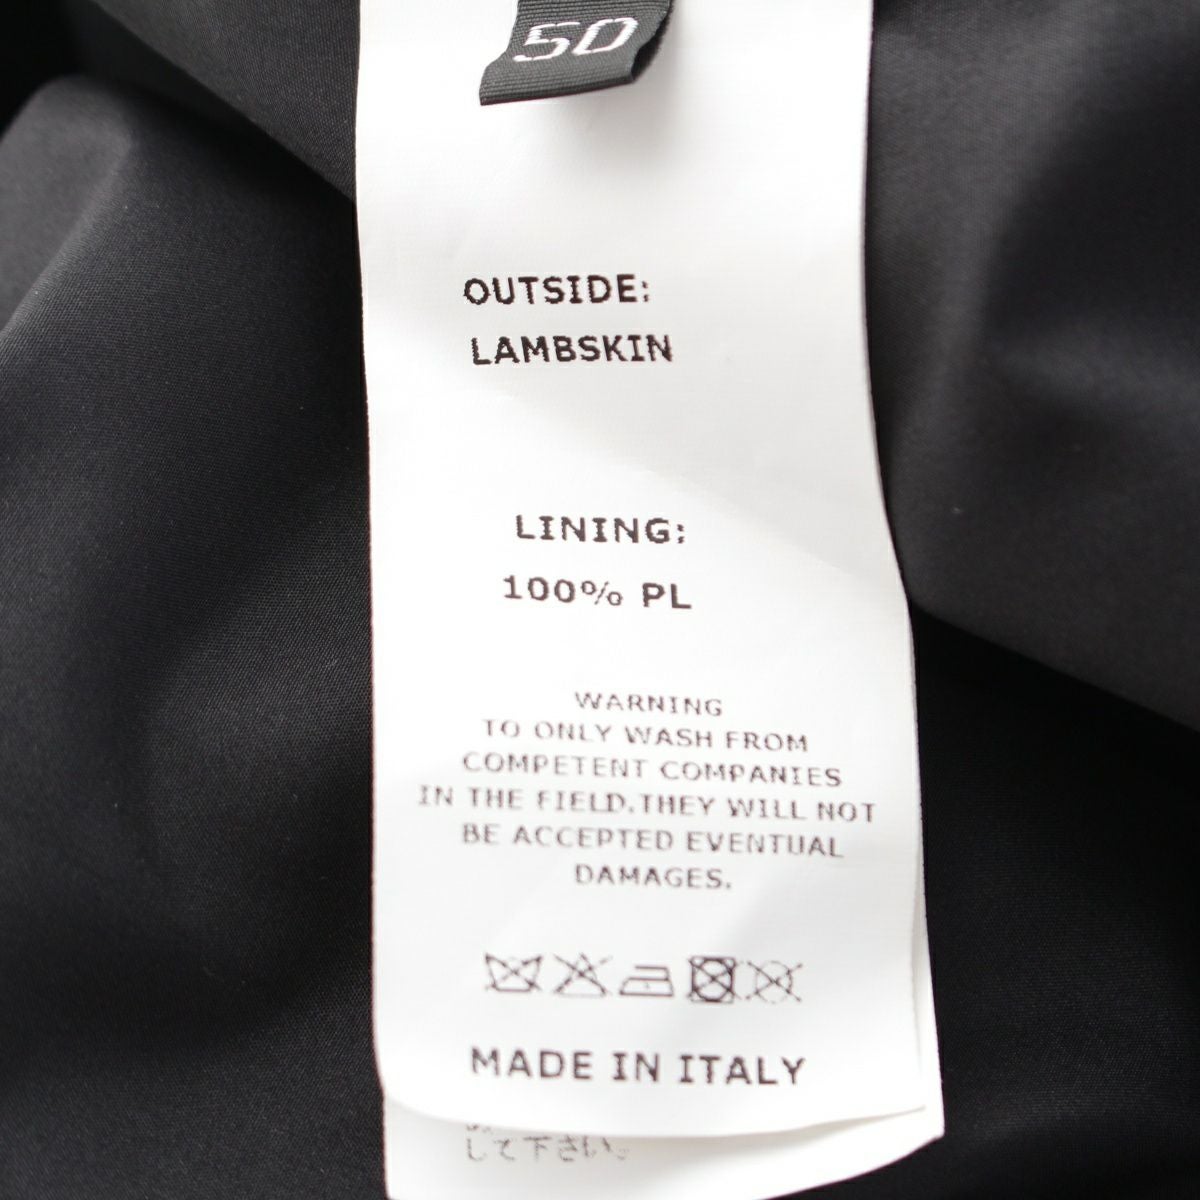 50
OUTSIDE:
LAMBSKIN
LINING:
100% PL
WARNING
TO ONLY WASH FROM
COMPETENT COMPANIES
IN THE FIELD.THEY WILL NOT
BE ACCEPTED EVENTUAL
DAMAGES.
MADE IN ITALY
して下さい。